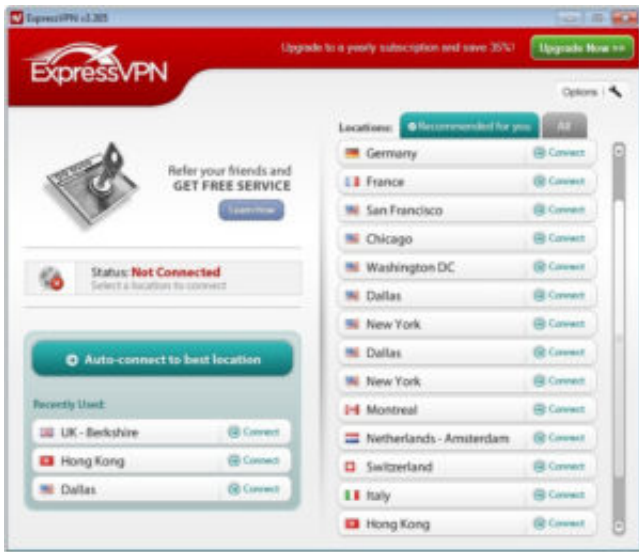 ExpressVPN v3.385
Upgrade to a yearly subscription and save 35%!
Upgrade Now >>
ExpressVPN
Options
Locations:
Recommended for you
All
Refer your friends and
GET FREE SERVICE
Learn How
Status: Not Connected
Select a location to connect
Auto-connect to best location
Recently Used:
UK - Berkshire Connect
Hong Kong Connect
Dallas Connect
Germany Connect
France Connect
San Francisco Connect
Chicago Connect
Washington DC Connect
Dallas Connect
New York Connect
Dallas Connect
New York Connect
Montreal Connect
Netherlands - Amsterdam Connect
Switzerland Connect
Italy Connect
Hong Kong Connect